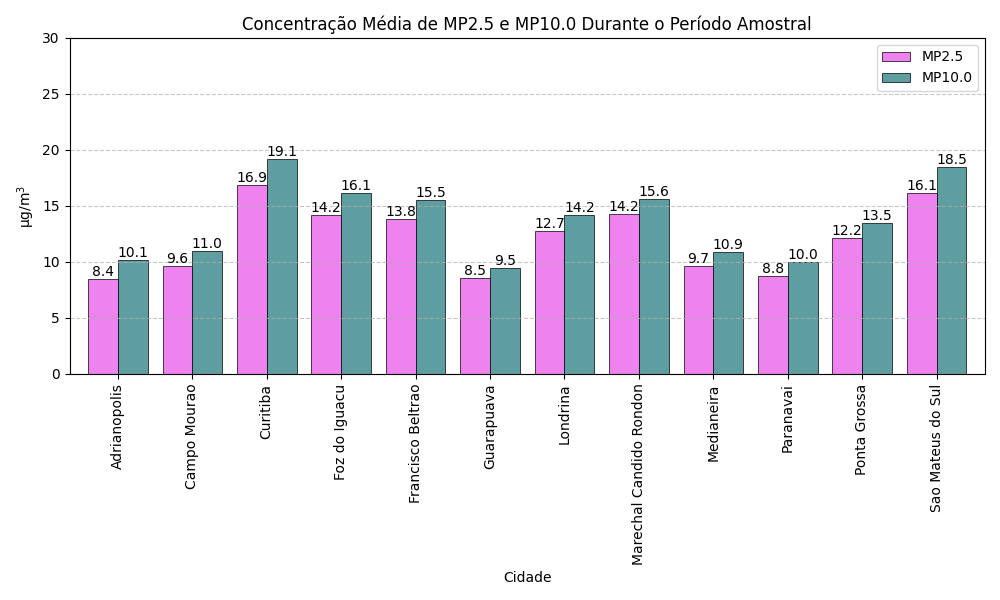 Concentração Média de MP2.5 e MP10.0 Durante o Período Amostral
30
25
20
15
10
5
0
µg/m³
MP2.5
MP10.0
8.4
10.1
9.6
11.0
16.9
19.1
14.2
16.1
13.8
15.5
8.5
9.5
12.7
14.2
14.2
15.6
9.7
10.9
8.8
10.0
12.2
13.5
16.1
18.5
Adrianopolis
Campo Mourao
Curitiba
Foz do Iguacu
Francisco Beltrao
Guarapuava
Londrina
Marechal Candido Rondon
Medianeira
Paranavai
Ponta Grossa
Sao Mateus do Sul
Cidade